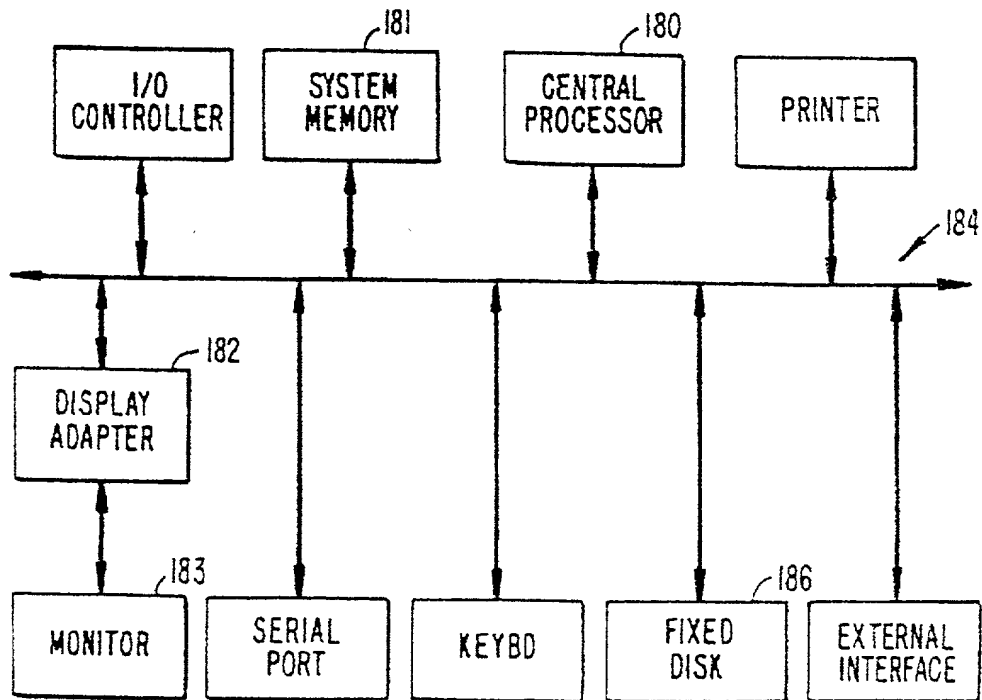 181
180
I/O
CONTROLLER
SYSTEM
MEMORY
CENTRAL
PROCESSOR
PRINTER
184
182
DISPLAY
ADAPTER
183
186
MONITOR
SERIAL
PORT
KEYBD
FIXED
DISK
EXTERNAL
INTERFACE